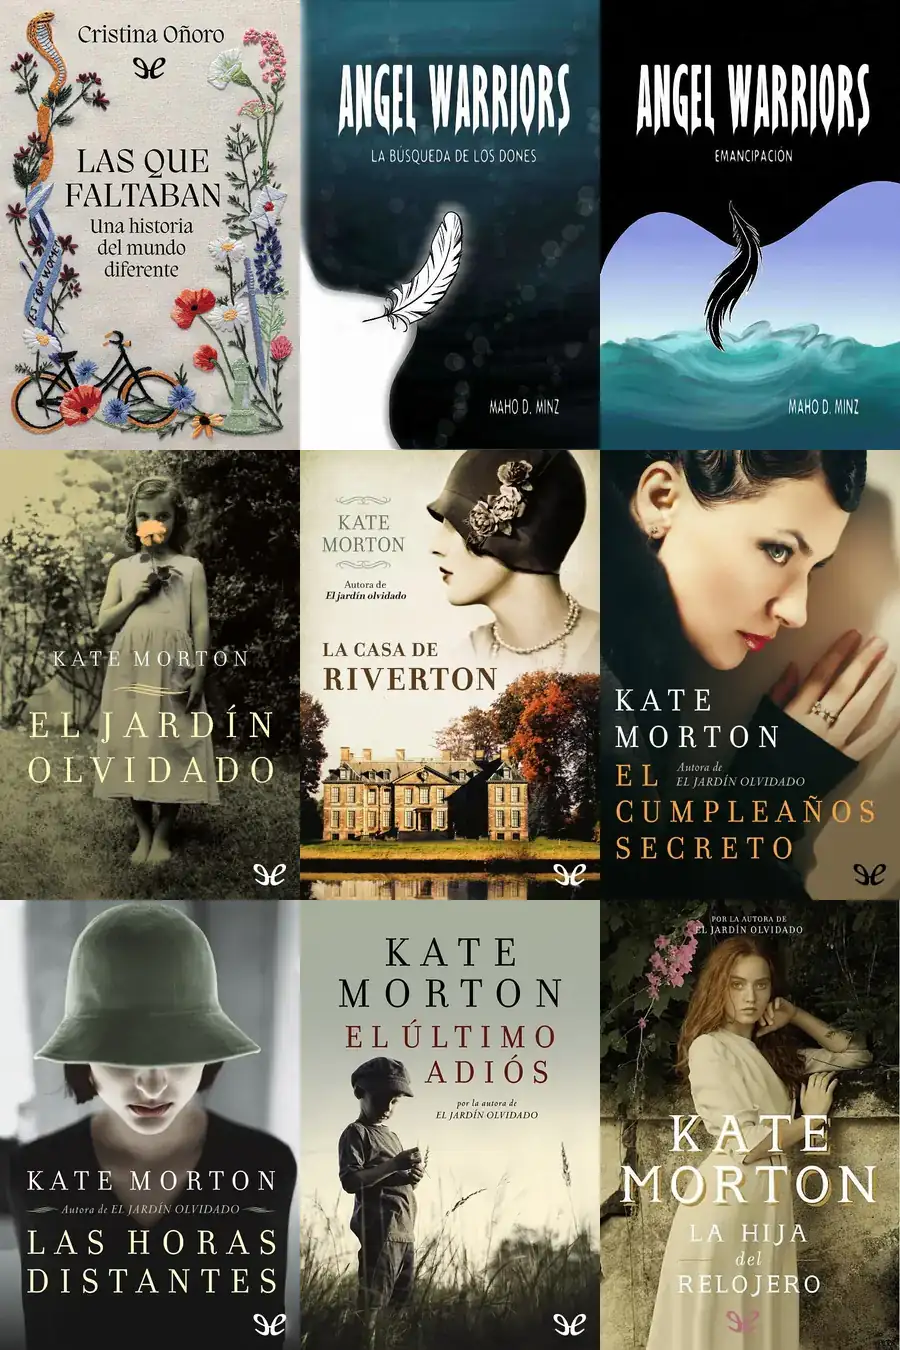 Cristina Oñoro
LAS QUE
FALTABAN
Una historia
del mundo
diferente
ANGEL WARRIORS
LA BÚSQUEDA DE LOS DONES
MAHO D. MINZ
ANGEL WARRIORS
EMANCIPACIÓN
MAHO D. MINZ
KATE MORTON
EL JARDÍN
OLVIDADO
KATE
MORTON
Autora de
El jardín olvidado
LA CASA DE
RIVERTON
KATE
MORTON
EL
Autora de
EL JARDÍN OLVIDADO
CUMPLEAÑOS
SECRETO
KATE MORTON
Autora de EL JARDÍN OLVIDADO
LAS HORAS
DISTANTES
KATE
MORTON
EL ÚLTIMO
ADIÓS
por la autora de
EL JARDÍN OLVIDADO
POR LA AUTORA DE
EL JARDÍN OLVIDADO
KATE
MORTON
LA HIJA
del
RELOJERO